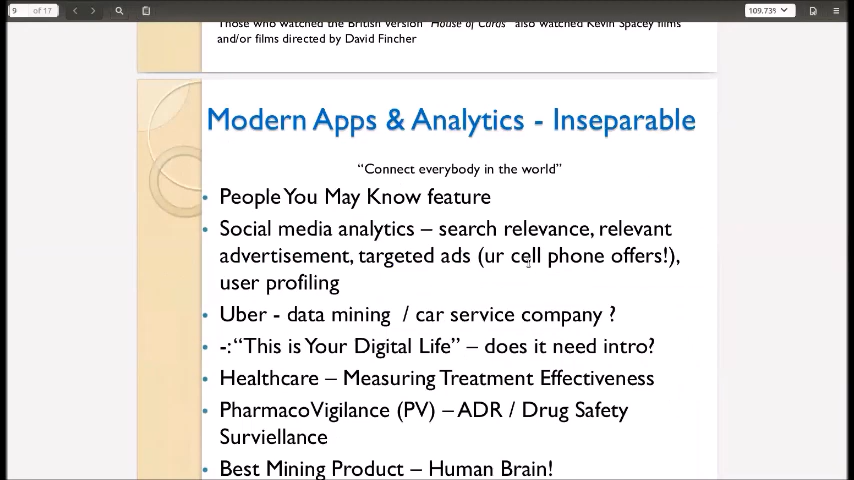 9 of 17
109.73%
Those who watched the British version "House of Cards" also watched Kevin Spacey films
and/or films directed by David Fincher
Modern Apps & Analytics - Inseparable
“Connect everybody in the world”
• People You May Know feature
• Social media analytics – search relevance, relevant
advertisement, targeted ads (ur cell phone offers!),
user profiling
• Uber - data mining / car service company ?
• -:“This is Your Digital Life” – does it need intro?
• Healthcare – Measuring Treatment Effectiveness
• PharmacoVigilance (PV) – ADR / Drug Safety
Surviellance
• Best Mining Product – Human Brain!